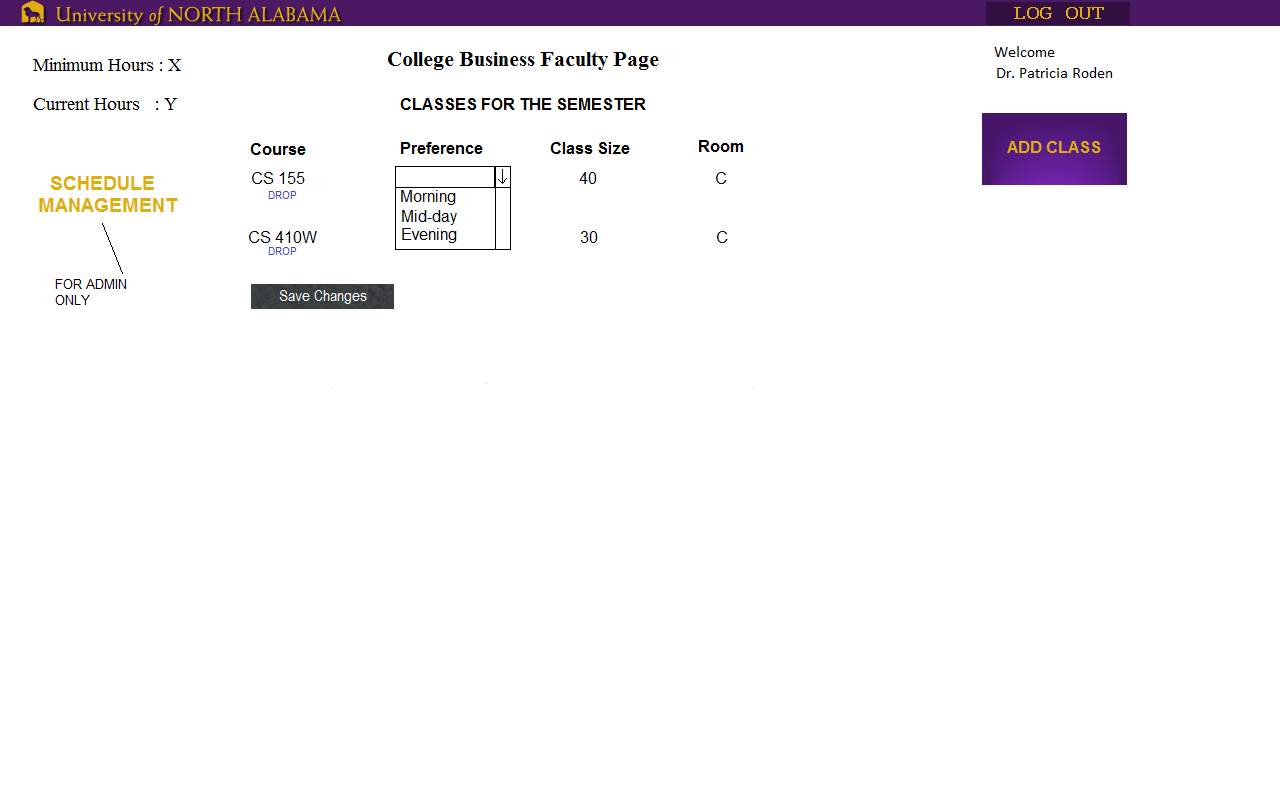 University of NORTH ALABAMA
LOG OUT
Minimum Hours : X
College Business Faculty Page
Welcome
Dr. Patricia Roden
Current Hours : Y
CLASSES FOR THE SEMESTER
ADD CLASS
Course Preference Class Size Room
SCHEDULE
MANAGEMENT
CS 155 40 C
DROP
Morning
Mid-day
Evening
CS 410W 30 C
DROP
FOR ADMIN
ONLY
Save Changes